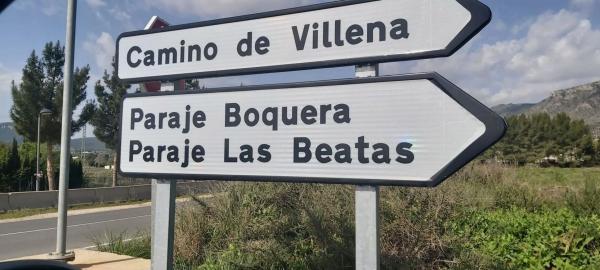 Camino de Villena
Paraje Boquera
Paraje Las Beatas